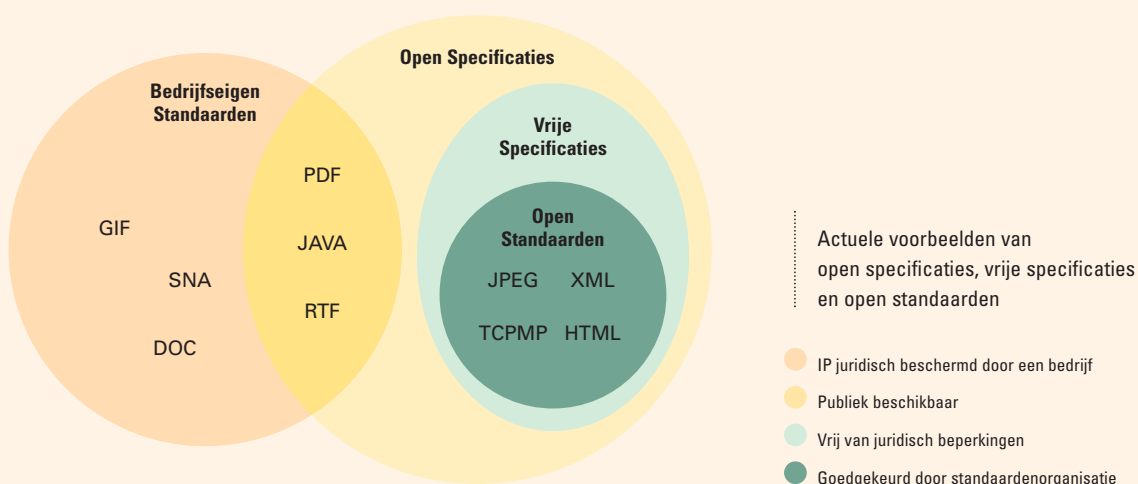 Open Specificaties
Bedrijfseigen
Standaarden
Vrije
Specificaties
PDF
GIF
JAVA
SNA
RTF
DOC
Open
Standaarden
JPEG XML
TCPMP HTML
Actuele voorbeelden van
open specificaties, vrije specificaties
en open standaarden
IP juridisch beschermd door een bedrijf
Publiek beschikbaar
Vrij van juridisch beperkingen
Goedgekeurd door standaardenorganisatie